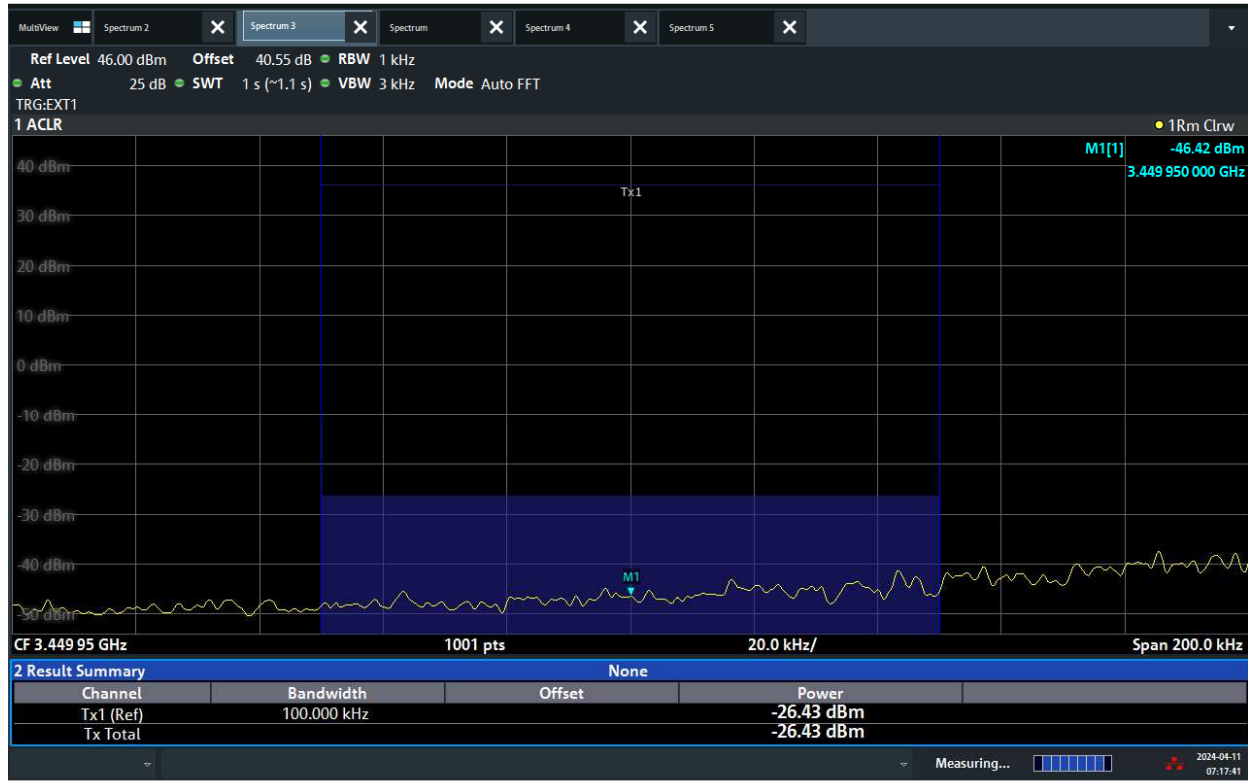 MultiView Spectrum 2 Spectrum 3 Spectrum Spectrum 4 Spectrum 5
Ref Level 46.00 dBm Offset 40.55 dB RBW 1 kHz
Att 25 dB SWT 1 s (~1.1 s) VBW 3 kHz Mode Auto FFT
TRG:EXT1
1 ACLR 1Rm Clrw
M1[1] -46.42 dBm
3.449 950 000 GHz
40 dBm
Tx1
30 dBm
20 dBm
10 dBm
0 dBm
-10 dBm
-20 dBm
-30 dBm
-40 dBm
M1
-50 dBm
CF 3.449 95 GHz 1001 pts 20.0 kHz/ Span 200.0 kHz
2 Result Summary None
Channel Bandwidth Offset Power
Tx1 (Ref) 100.000 kHz -26.43 dBm
Tx Total -26.43 dBm
Measuring... 2024-04-11
07:17:41